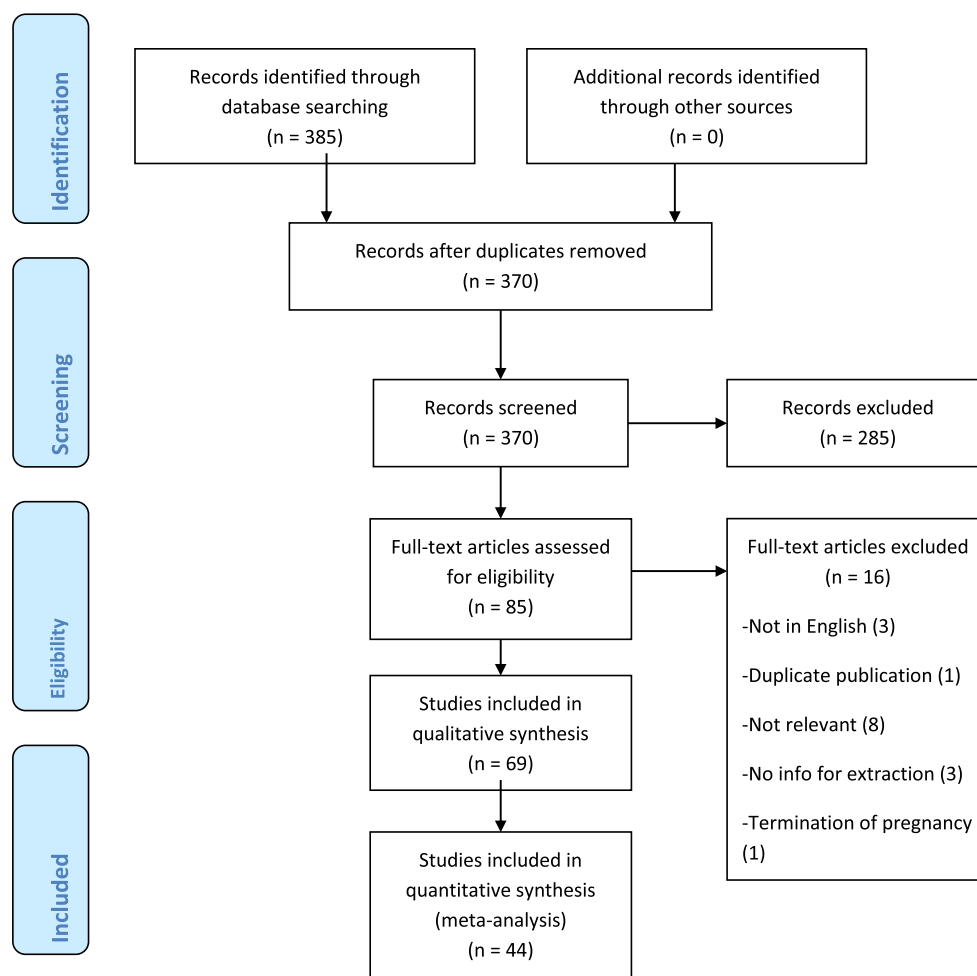 Identification
Records identified through
database searching
(n = 385)
Additional records identified
through other sources
(n = 0)
Records after duplicates removed
(n = 370)
Screening
Records screened
(n = 370)
Records excluded
(n = 285)
Eligibility
Full-text articles assessed
for eligibility
(n = 85)
Full-text articles excluded
(n = 16)
-Not in English (3)
-Duplicate publication (1)
-Not relevant (8)
-No info for extraction (3)
-Termination of pregnancy
(1)
Studies included in
qualitative synthesis
(n = 69)
Included
Studies included in
quantitative synthesis
(meta-analysis)
(n = 44)